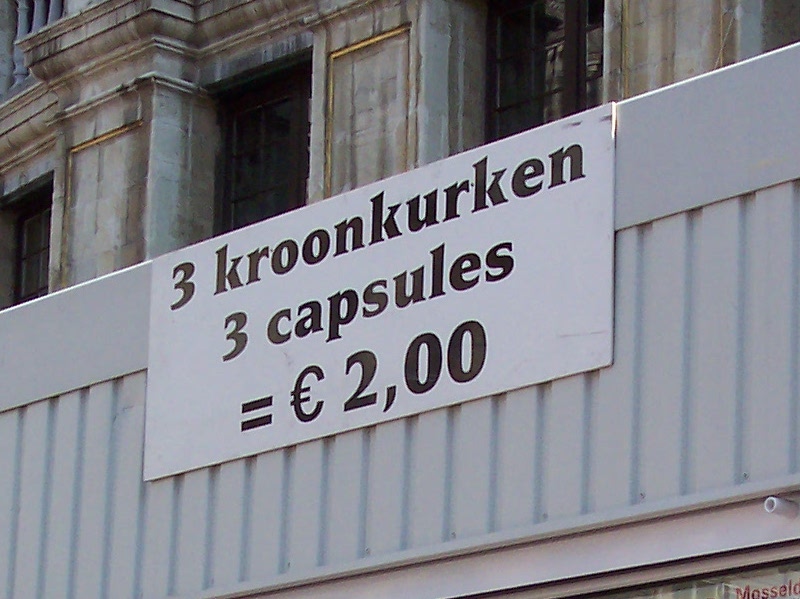 3 kroonkurken
3 capsules
= € 2,00